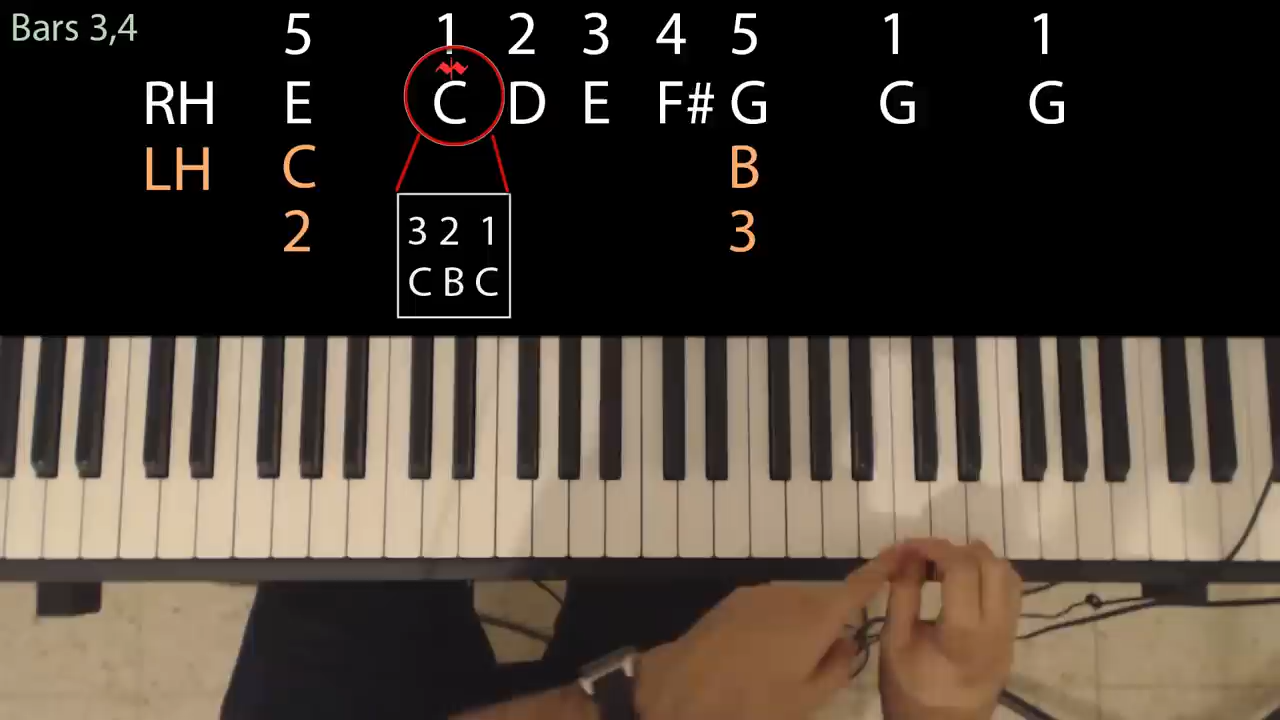 Bars 3,4
5 1 2 3 4 5 1 1
RH E C D E F# G G G
LH C B
2 3
3 2 1
C B C